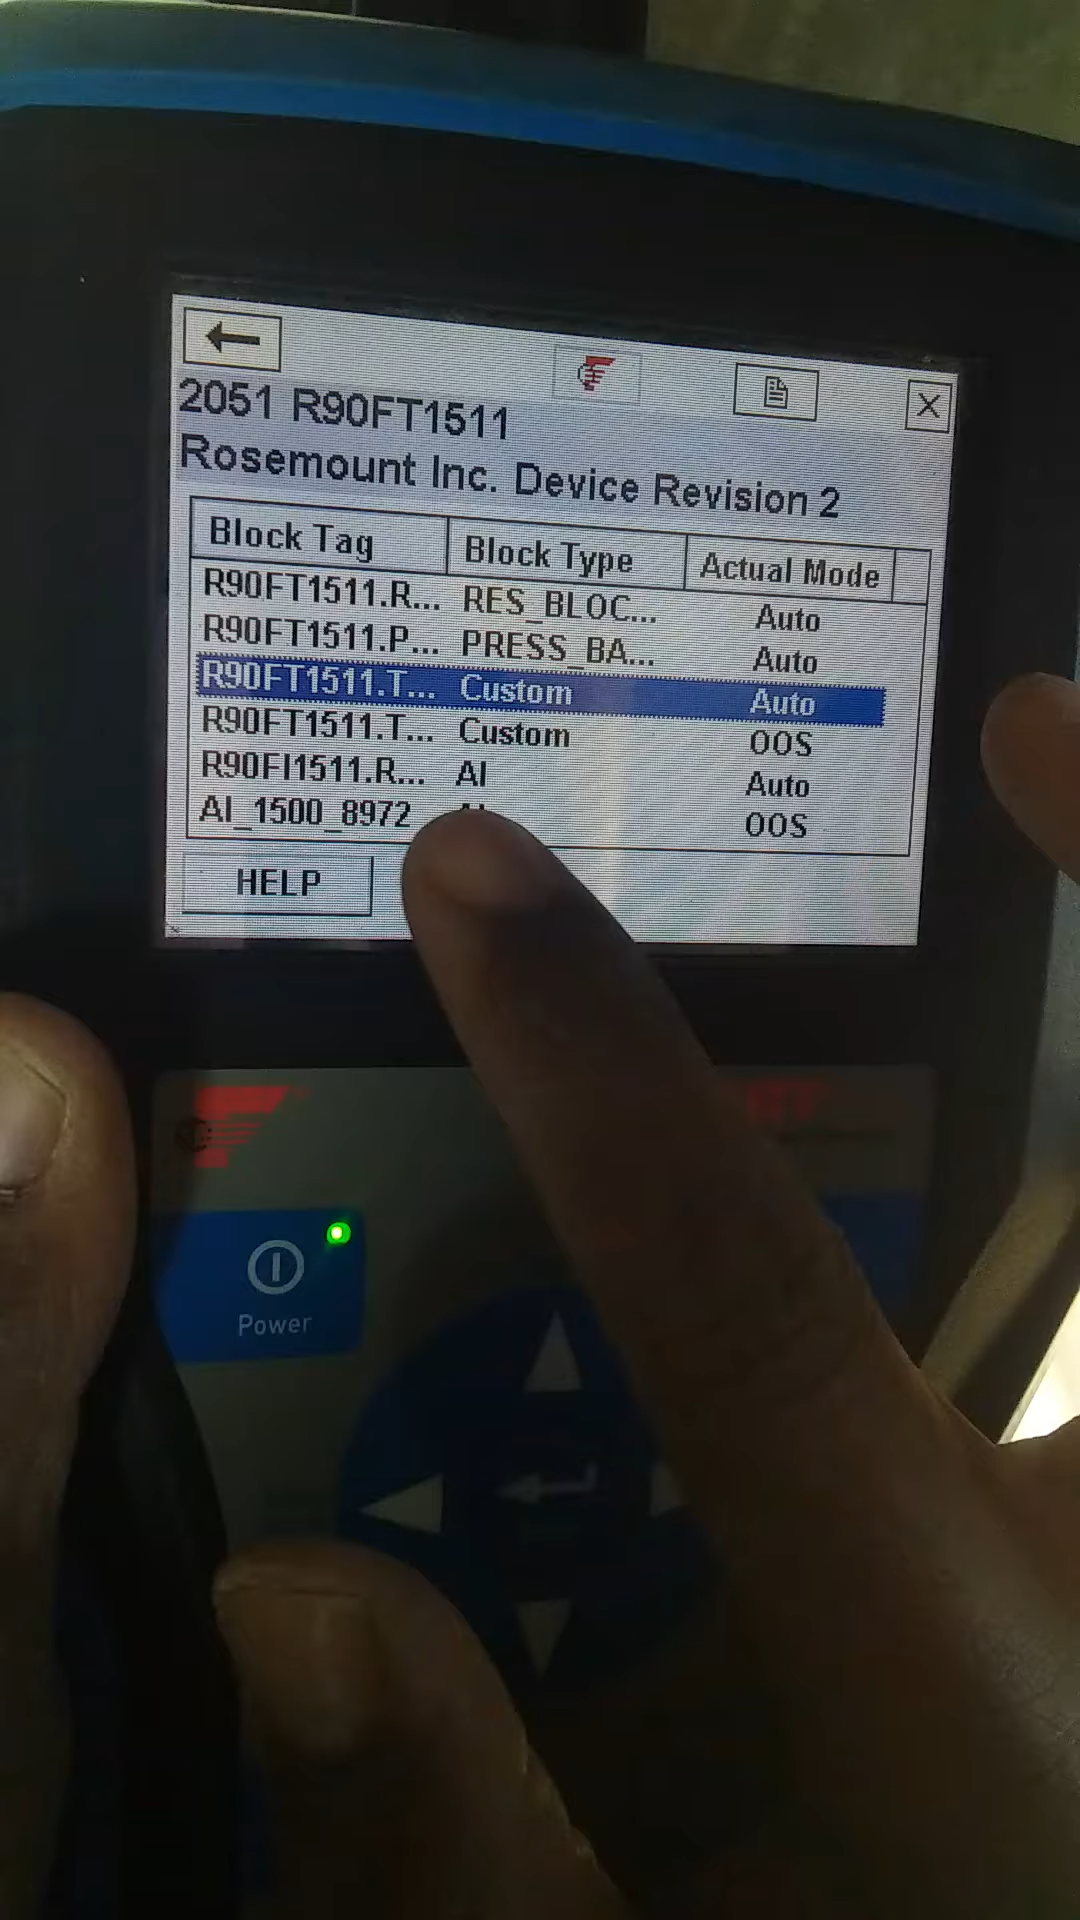 2051 R90FT1511
Rosemount Inc. Device Revision 2
Block Tag Block Type Actual Mode
R90FT1511.R... RES_BLOC... Auto
R90FT1511.P... PRESS_BA... Auto
R90FT1511.T... Custom Auto
R90FT1511.T... Custom OOS
R90FI1511.R... AI Auto
AI_1500_8972 OOS
HELP
Power